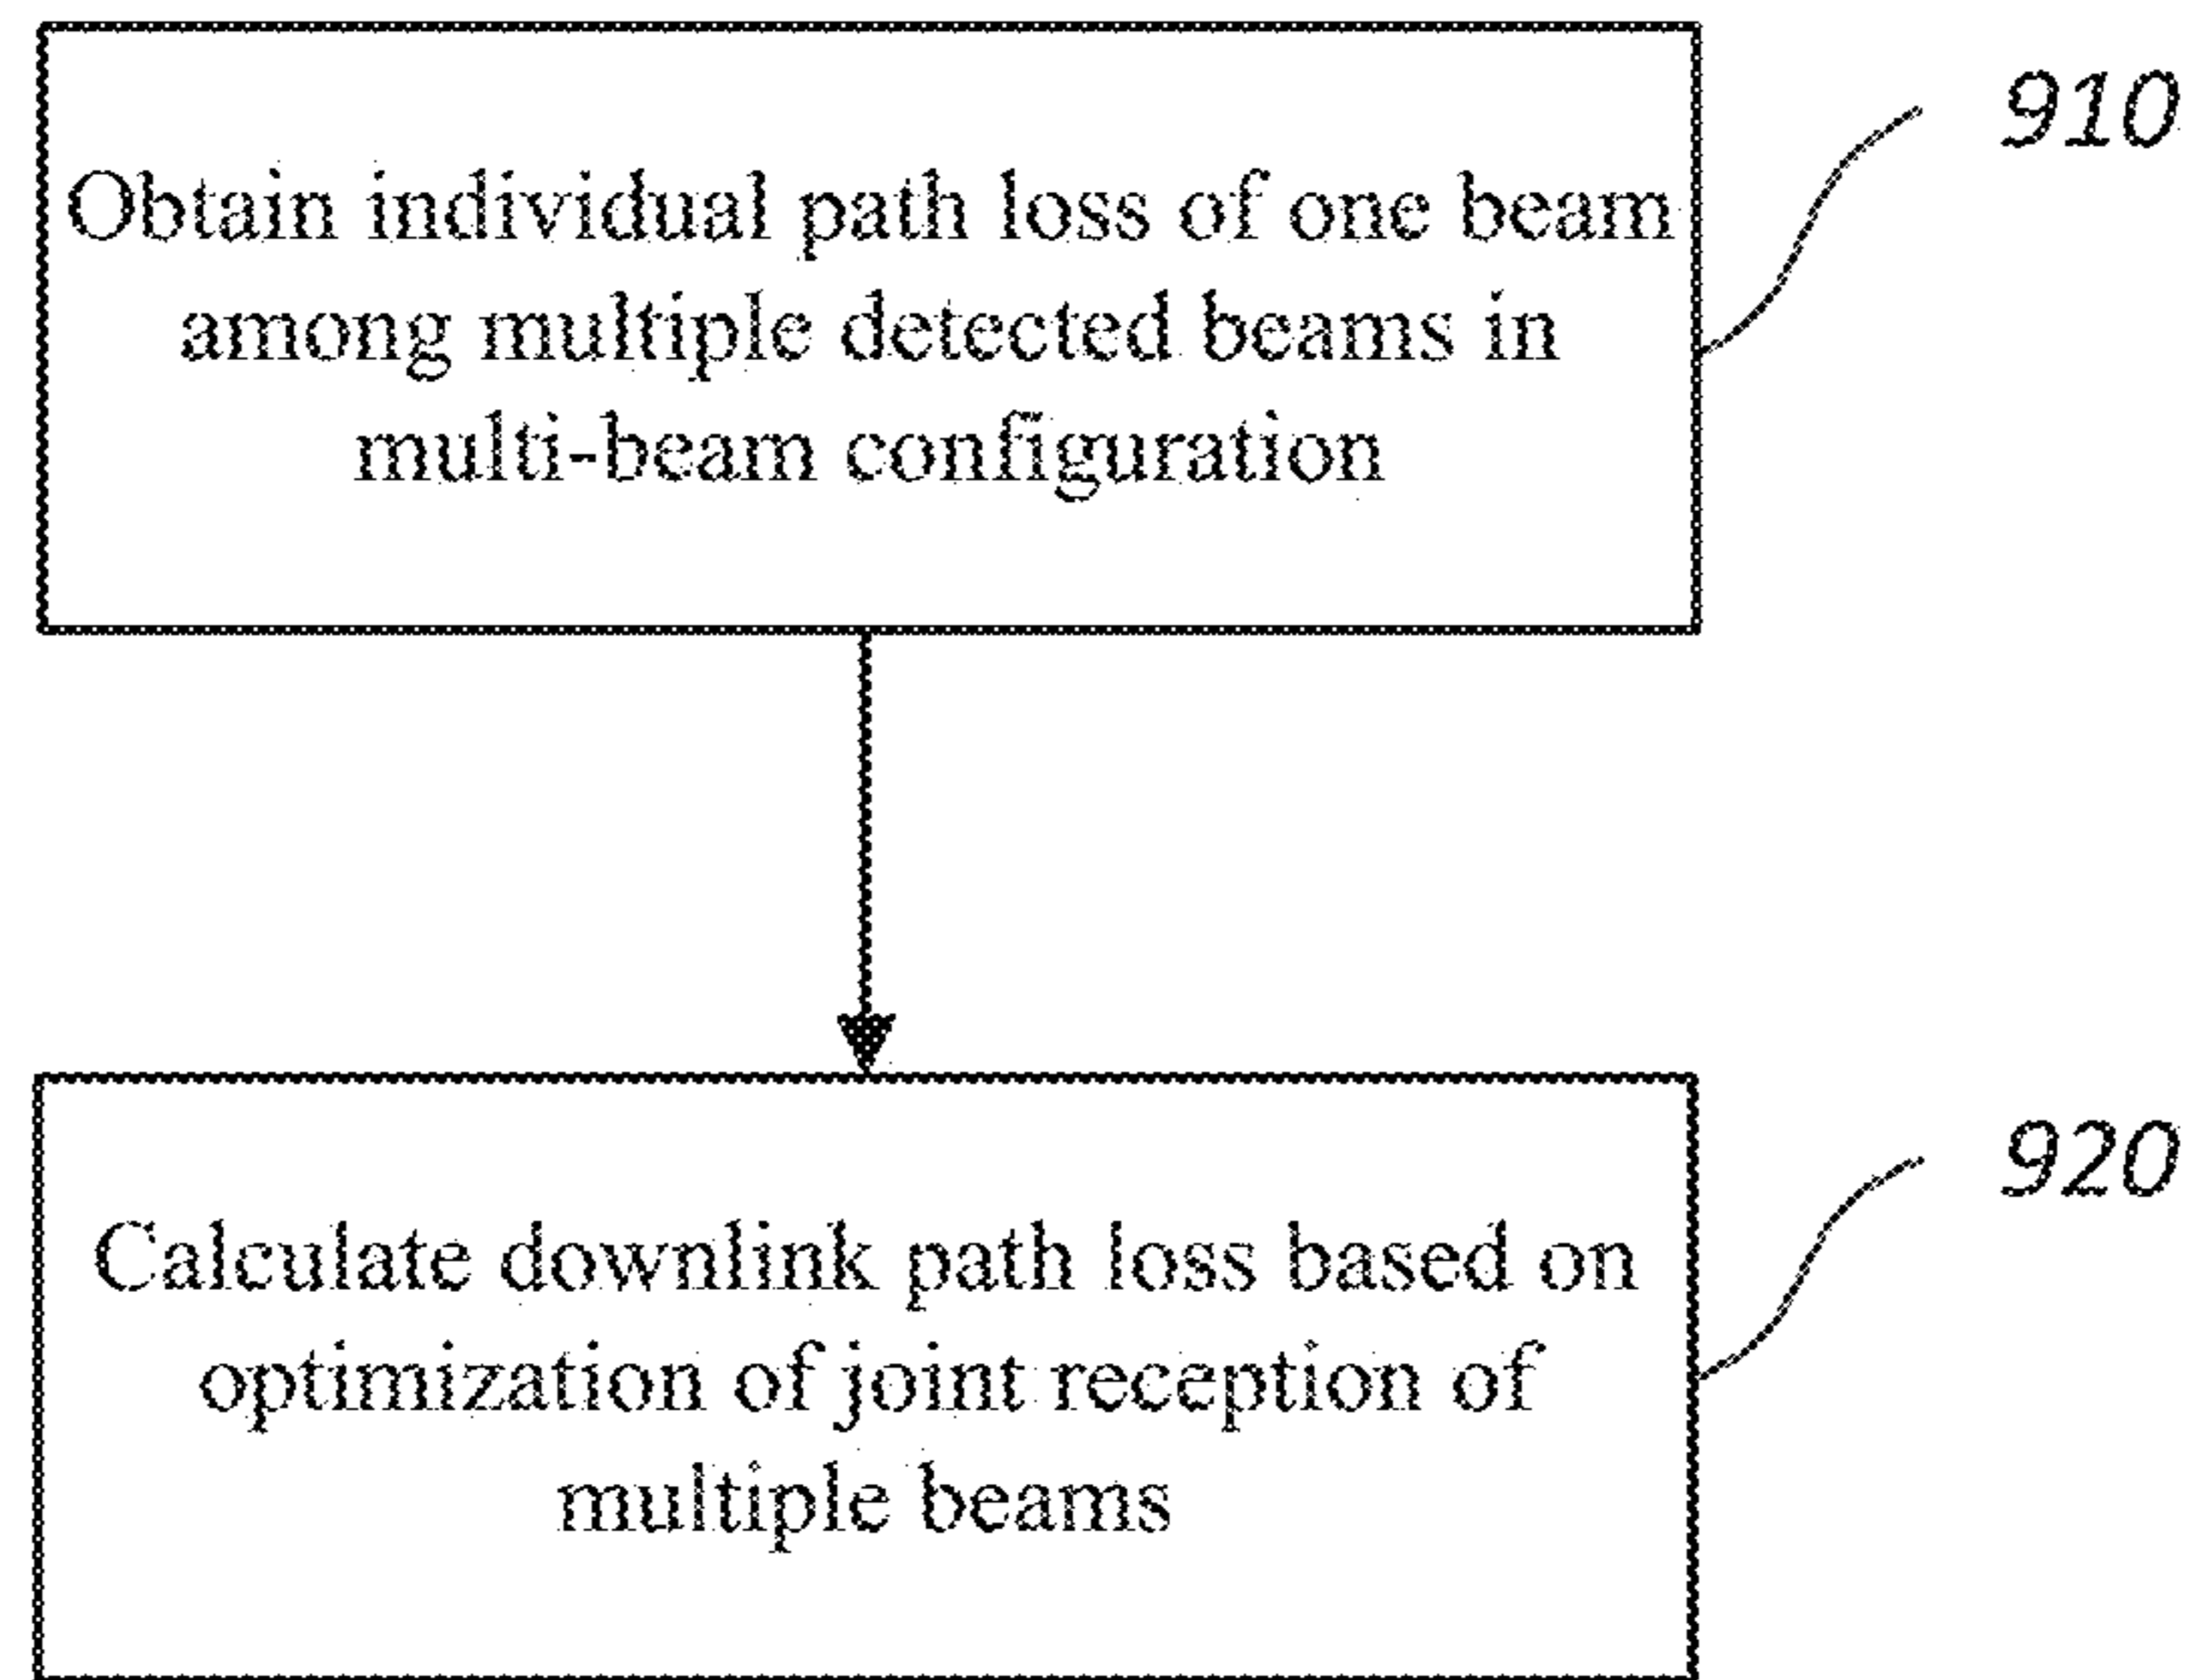 Obtain individual path loss of one beam
among multiple detected beams in
multi-beam configuration
910
Calculate downlink path loss based on
optimization of joint reception of
multiple beams
920